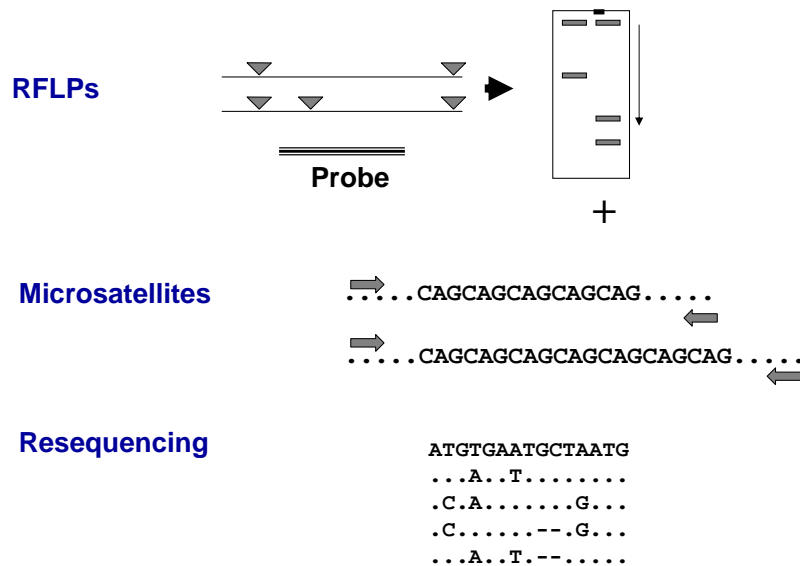 RFLPs
Probe
+
Microsatellites
.....CAGCAGCAGCAGCAG.....
.....CAGCAGCAGCAGCAGCAGCAG.....
Resequencing
ATGTGAATGCTAATG
...A..T........
.C.A.......G...
.C......--.G...
...A..T.--.....